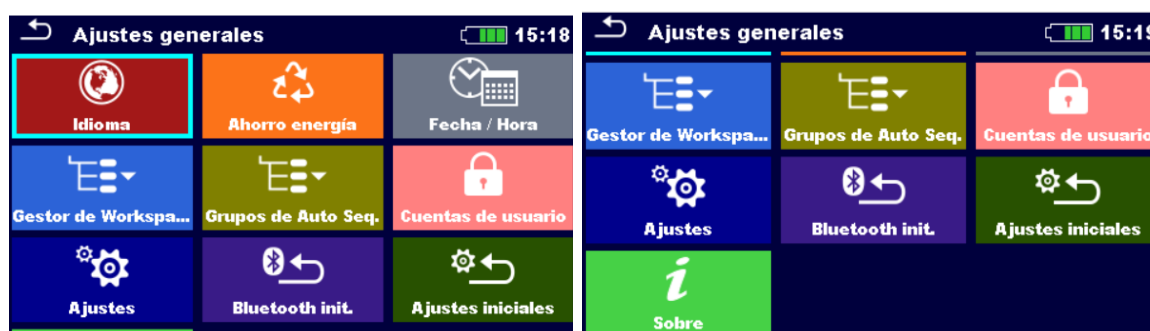 Ajustes generales 15:18
Idioma Ahorro energía Fecha / Hora
Gestor de Workspa... Grupos de Auto Seq. Cuentas de usuario
Ajustes Bluetooth init. Ajustes iniciales
Ajustes generales 15:19
Gestor de Workspa... Grupos de Auto Seq. Cuentas de usuario
Ajustes Bluetooth init. Ajustes iniciales
Sobre